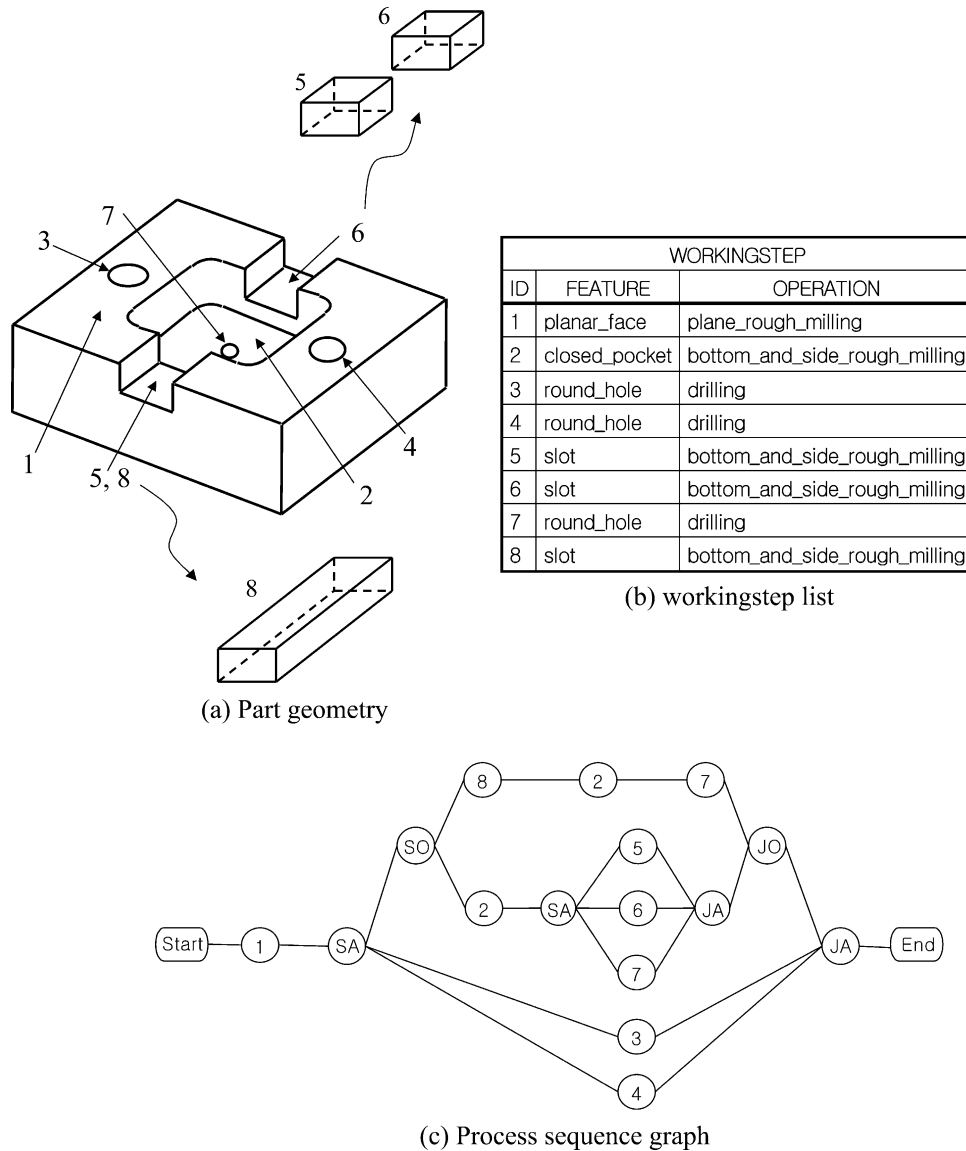 6
5
7
3
6
1
5, 8
4
2
8
(a) Part geometry
WORKINGSTEP
ID FEATURE OPERATION
1 planar_face plane_rough_milling
2 closed_pocket bottom_and_side_rough_milling
3 round_hole drilling
4 round_hole drilling
5 slot bottom_and_side_rough_milling
6 slot bottom_and_side_rough_milling
7 round_hole drilling
8 slot bottom_and_side_rough_milling
(b) workingstep list
8 2 7
SO 5 JO
2 SA 6 JA
Start 1 SA JA End
7
3
4
(c) Process sequence graph